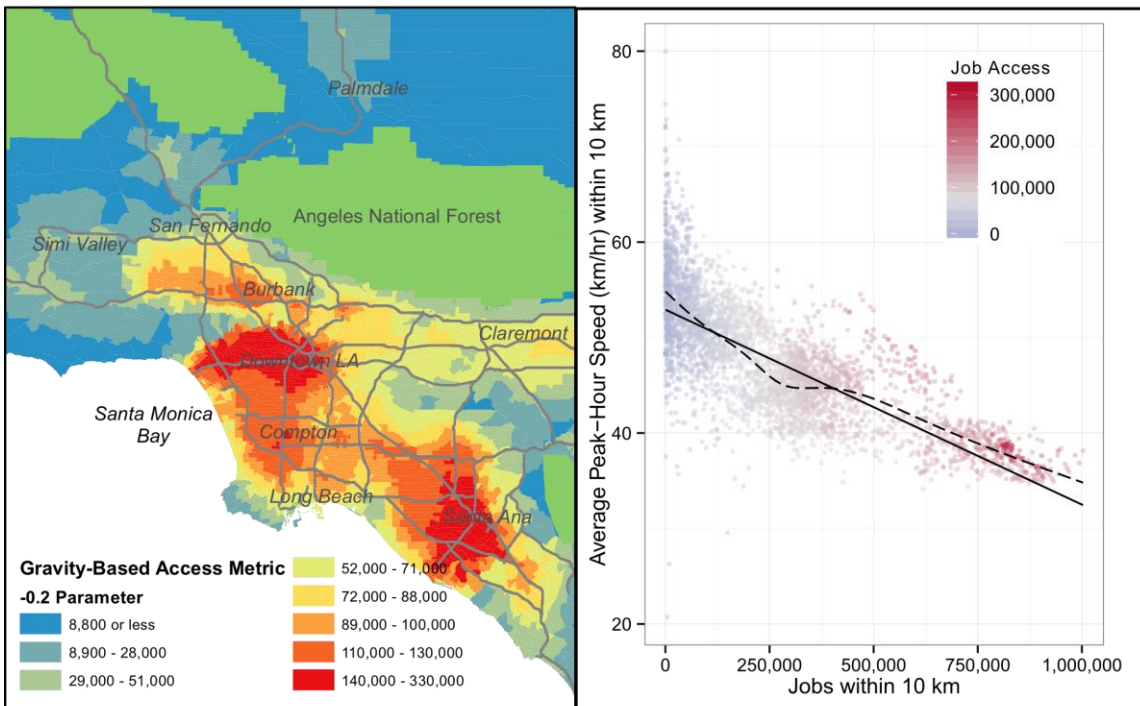 Palmdale
Angeles National Forest
San Fernando
Simi Valley
Burbank
Claremont
Downtown LA
Santa Monica
Bay
Compton
Long Beach
Santa Ana
Gravity-Based Access Metric
-0.2 Parameter
8,800 or less
8,900 - 28,000
29,000 - 51,000
52,000 - 71,000
72,000 - 88,000
89,000 - 100,000
110,000 - 130,000
140,000 - 330,000
Average Peak−Hour Speed (km/hr) within 10 km
80
60
40
20
Job Access
300,000
200,000
100,000
0
0
250,000
500,000
750,000
1,000,000
Jobs within 10 km